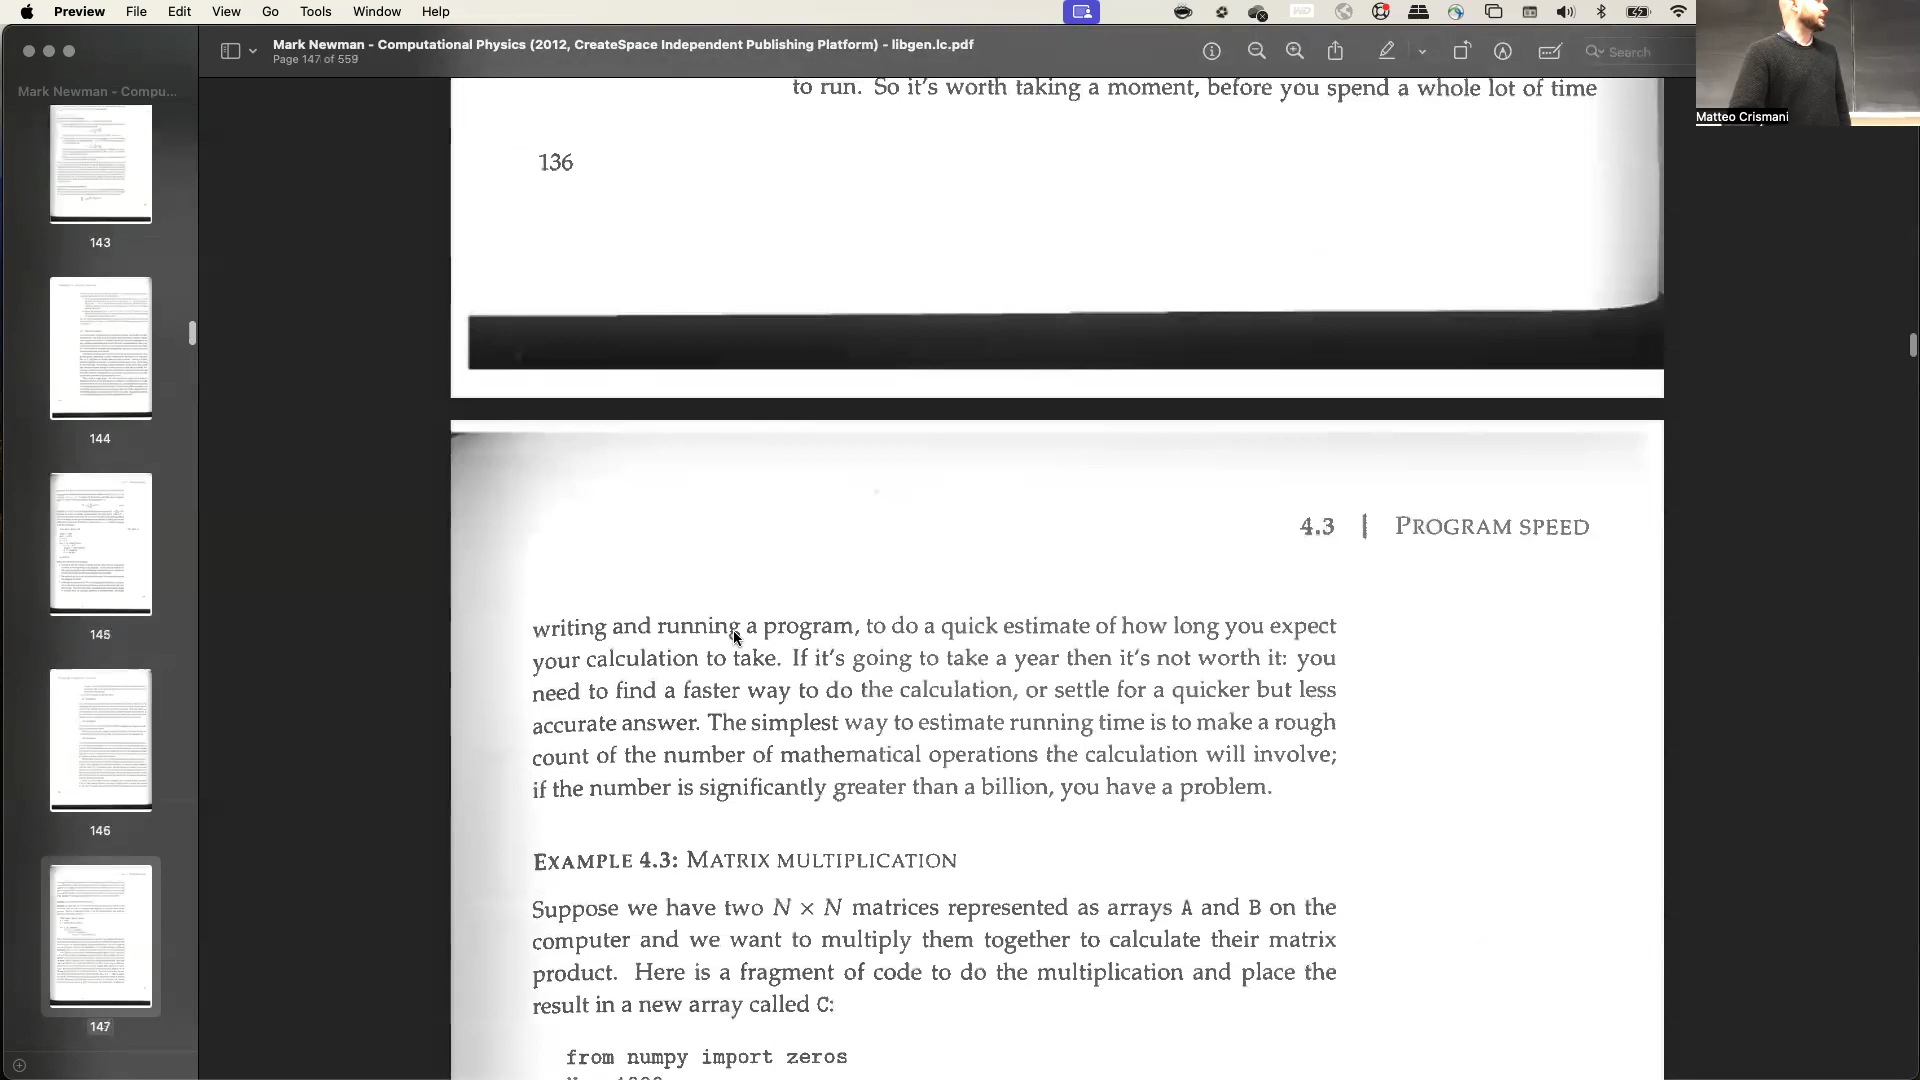 Preview File Edit View Go Tools Window Help
Mark Newman - Computational Physics (2012, CreateSpace Independent Publishing Platform) - libgen.lc.pdf
Page 147 of 559
Search
Mark Newman - Compu...
143
144
145
146
147
Matteo Crismani
to run. So it's worth taking a moment, before you spend a whole lot of time
136
4.3 | PROGRAM SPEED
writing and running a program, to do a quick estimate of how long you expect
your calculation to take. If it's going to take a year then it's not worth it: you
need to find a faster way to do the calculation, or settle for a quicker but less
accurate answer. The simplest way to estimate running time is to make a rough
count of the number of mathematical operations the calculation will involve;
if the number is significantly greater than a billion, you have a problem.
EXAMPLE 4.3: MATRIX MULTIPLICATION
Suppose we have two N × N matrices represented as arrays A and B on the
computer and we want to multiply them together to calculate their matrix
product. Here is a fragment of code to do the multiplication and place the
result in a new array called C:
from numpy import zeros